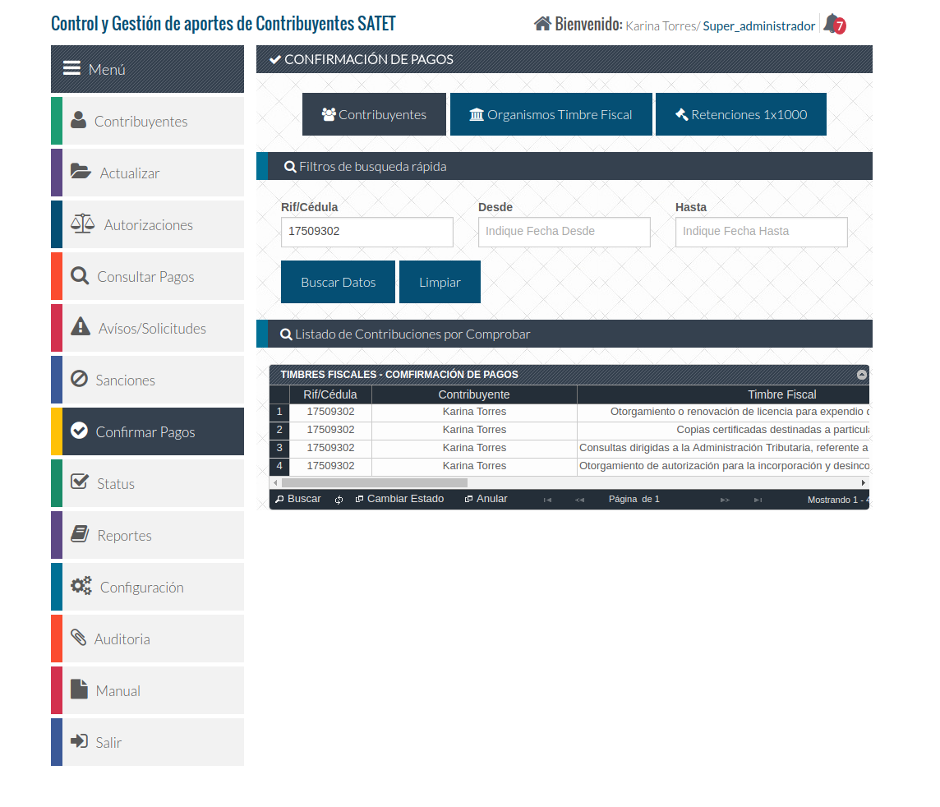 Control y Gestión de aportes de Contribuyentes SATET
Bienvenido: Karina Torres/ Super_administrador 7
Menú
Contribuyentes
Actualizar
Autorizaciones
Consultar Pagos
Avisos/Solicitudes
Sanciones
Confirmar Pagos
Status
Reportes
Configuración
Auditoria
Manual
Salir
CONFIRMACIÓN DE PAGOS
Contribuyentes Organismos Timbre Fiscal Retenciones 1x1000
Filtros de busqueda rápida
Rif/Cédula Desde Hasta
17509302 Indique Fecha Desde Indique Fecha Hasta
Buscar Datos Limpiar
Listado de Contribuciones por Comprobar
TIMBRES FISCALES - COMFIRMACIÓN DE PAGOS
Rif/Cédula Contribuyente Timbre Fiscal
1 17509302 Karina Torres Otorgamiento o renovación de licencia para expendio
2 17509302 Karina Torres Copias certificadas destinadas a particul
3 17509302 Karina Torres Consultas dirigidas a la Administración Tributaria, referente a
4 17509302 Karina Torres Otorgamiento de autorización para la incorporación y desinco
Buscar Cambiar Estado Anular Página de 1 Mostrando 1 - 4